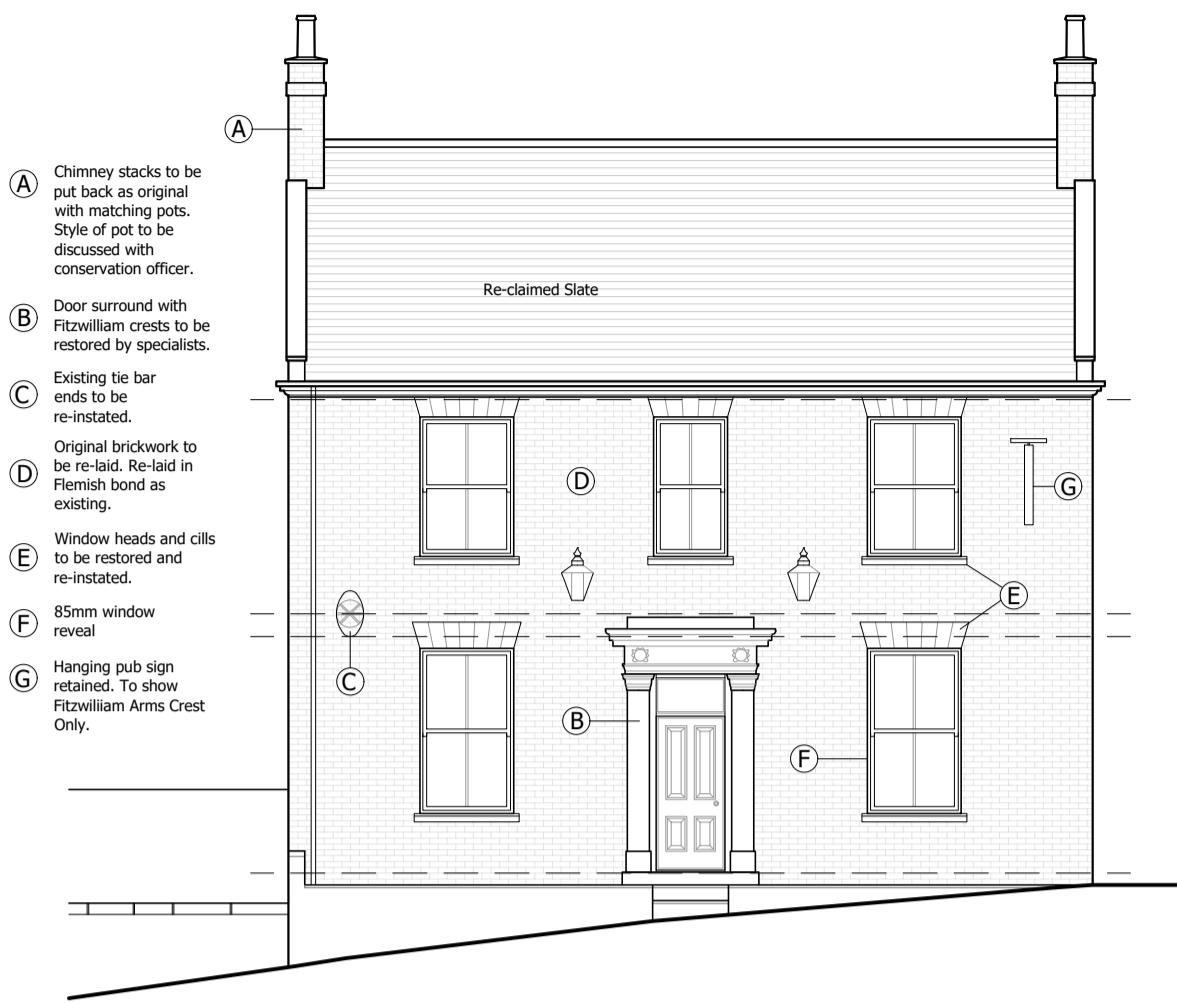 A
Chimney stacks to be
put back as original
with matching pots.
Style of pot to be
discussed with
conservation officer.
B
Door surround with
Fitzwilliam crests to be
restored by specialists.
C
Existing tie bar
ends to be
re-instated.
D
Original brickwork to
be re-laid. Re-laid in
Flemish bond as
existing.
E
Window heads and cills
to be restored and
re-instated.
F
85mm window
reveal
G
Hanging pub sign
retained. To show
Fitzwiliiam Arms Crest
Only.
A
Re-claimed Slate
D
G
E
C
B
F